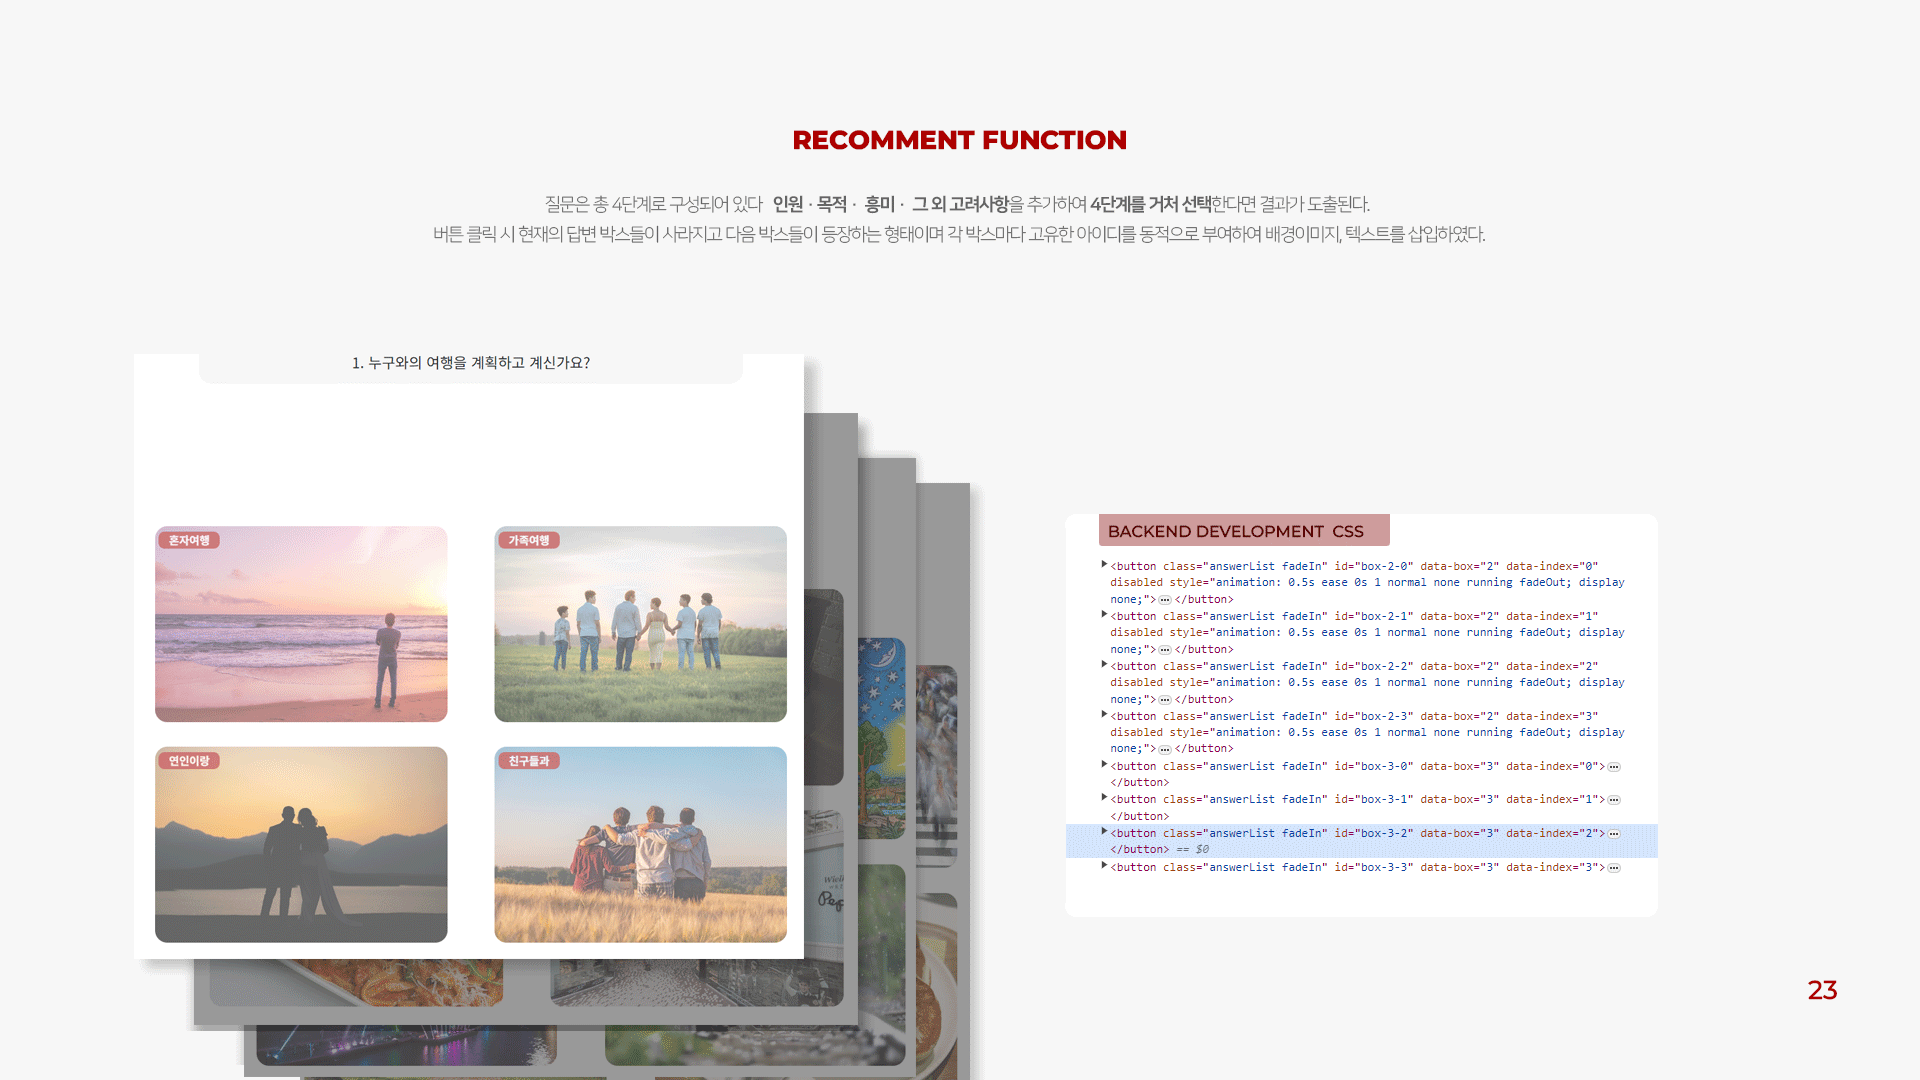 RECOMMENT FUNCTION
질문은 총 4단계로 구성되어 있다 인원 · 목적 · 흥미 · 그 외 고려사항을 추가하여 4단계를 거처 선택한다면 결과가 도출된다.
버튼 클릭 시 현재의 답변 박스들이 사라지고 다음 박스들이 등장하는 형태이며 각 박스마다 고유한 아이디를 동적으로 부여하여 배경이미지, 텍스트를 삽입하였다.
1. 누구와의 여행을 계획하고 계신가요?
혼자여행
가족여행
연인이랑
친구들과
BACKEND DEVELOPMENT CSS
<button class="answerList fadeIn" id="box-2-0" data-box="2" data-index="0"
disabled style="animation: 0.5s ease 0s 1 normal none running fadeOut; display
none;">…</button>
<button class="answerList fadeIn" id="box-2-1" data-box="2" data-index="1"
disabled style="animation: 0.5s ease 0s 1 normal none running fadeOut; display
none;">…</button>
<button class="answerList fadeIn" id="box-2-2" data-box="2" data-index="2"
disabled style="animation: 0.5s ease 0s 1 normal none running fadeOut; display
none;">…</button>
<button class="answerList fadeIn" id="box-2-3" data-box="2" data-index="3"
disabled style="animation: 0.5s ease 0s 1 normal none running fadeOut; display
none;">…</button>
<button class="answerList fadeIn" id="box-3-0" data-box="3" data-index="0">…
</button>
<button class="answerList fadeIn" id="box-3-1" data-box="3" data-index="1">…
</button>
<button class="answerList fadeIn" id="box-3-2" data-box="3" data-index="2">…
</button> == $0
<button class="answerList fadeIn" id="box-3-3" data-box="3" data-index="3">…
23